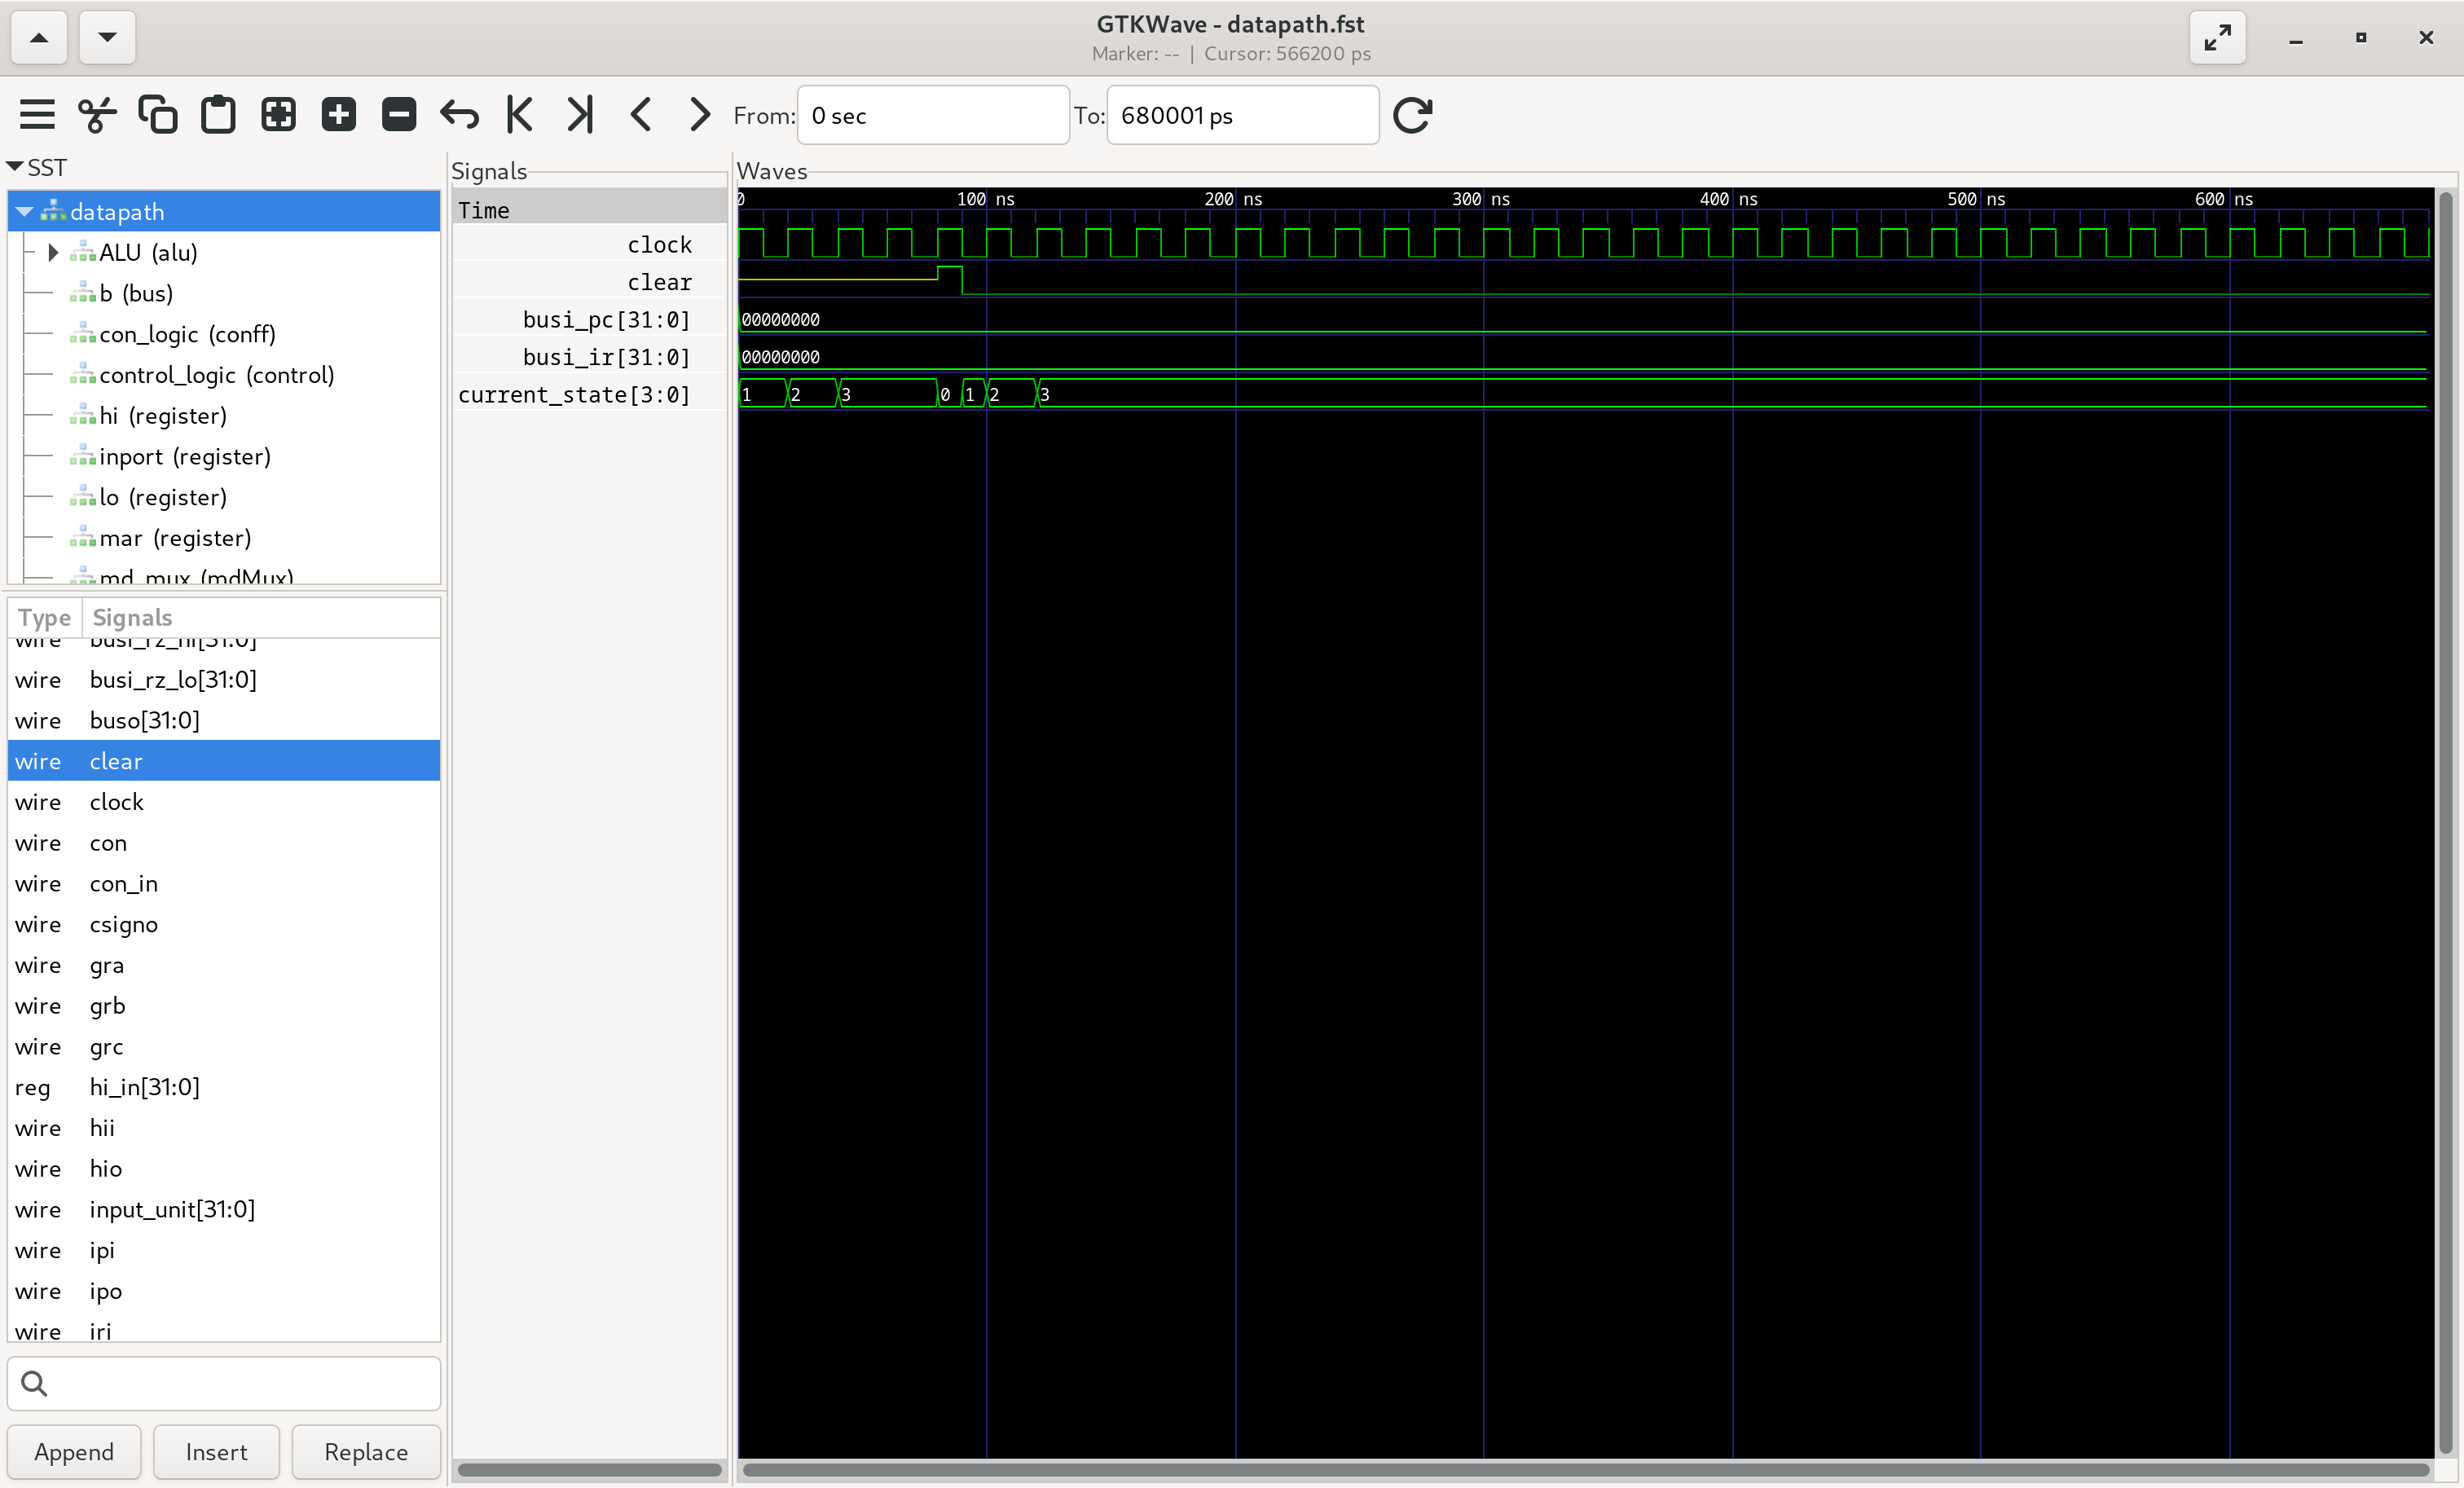 GTKWave - datapath.fst
Marker: -- | Cursor: 566200 ps
From: 0 sec To: 680001 ps
SST
datapath
ALU (alu)
b (bus)
con_logic (conff)
control_logic (control)
hi (register)
inport (register)
lo (register)
mar (register)
md_mux (mdMux)
Type Signals
wire busi_rz_hi[31:0]
wire busi_rz_lo[31:0]
wire buso[31:0]
wire clear
wire clock
wire con
wire con_in
wire csigno
wire gra
wire grb
wire grc
reg hi_in[31:0]
wire hii
wire hio
wire input_unit[31:0]
wire ipi
wire ipo
wire iri
Append Insert Replace
Signals
Time
clock
clear
busi_pc[31:0]
busi_ir[31:0]
current_state[3:0]
Waves
0 100 ns 200 ns 300 ns 400 ns 500 ns 600 ns
00000000
00000000
1 2 3 0 1 2 3